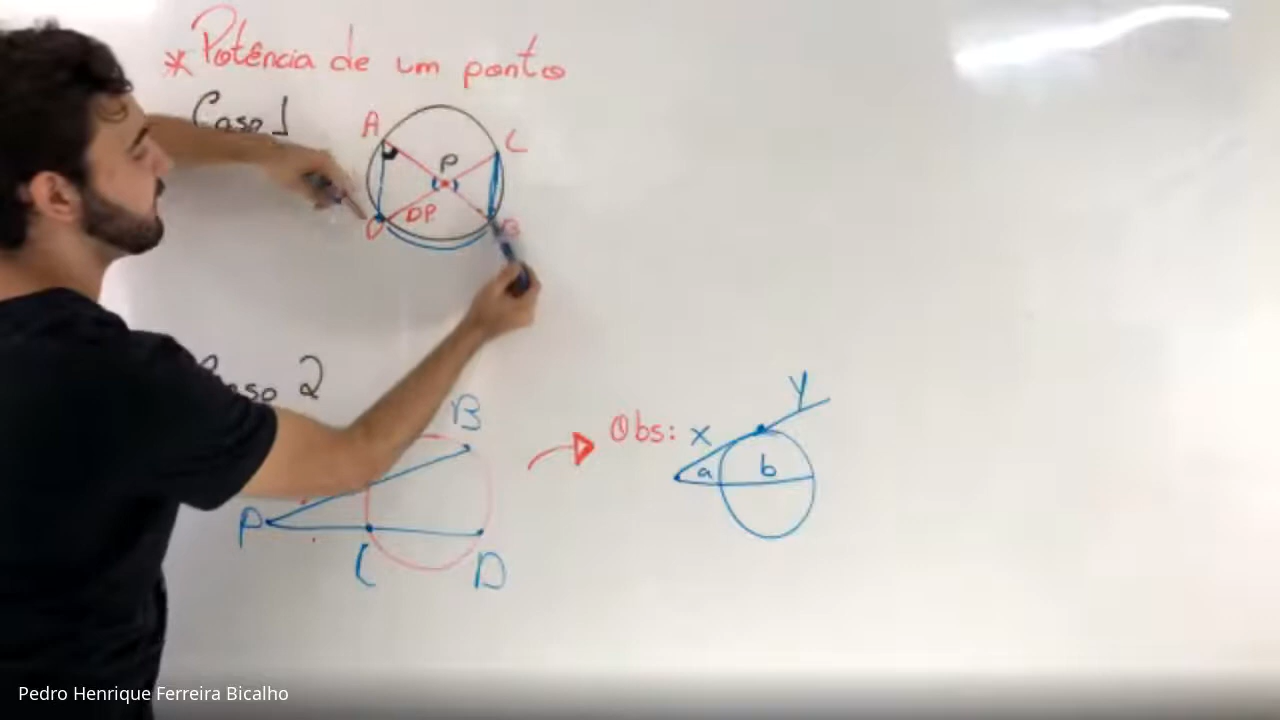 * Potência de um ponto
Caso 1
A
C
P
D
DP
B
Caso 2
B
P
C
D
Obs:
x
y
a
b
Pedro Henrique Ferreira Bicalho